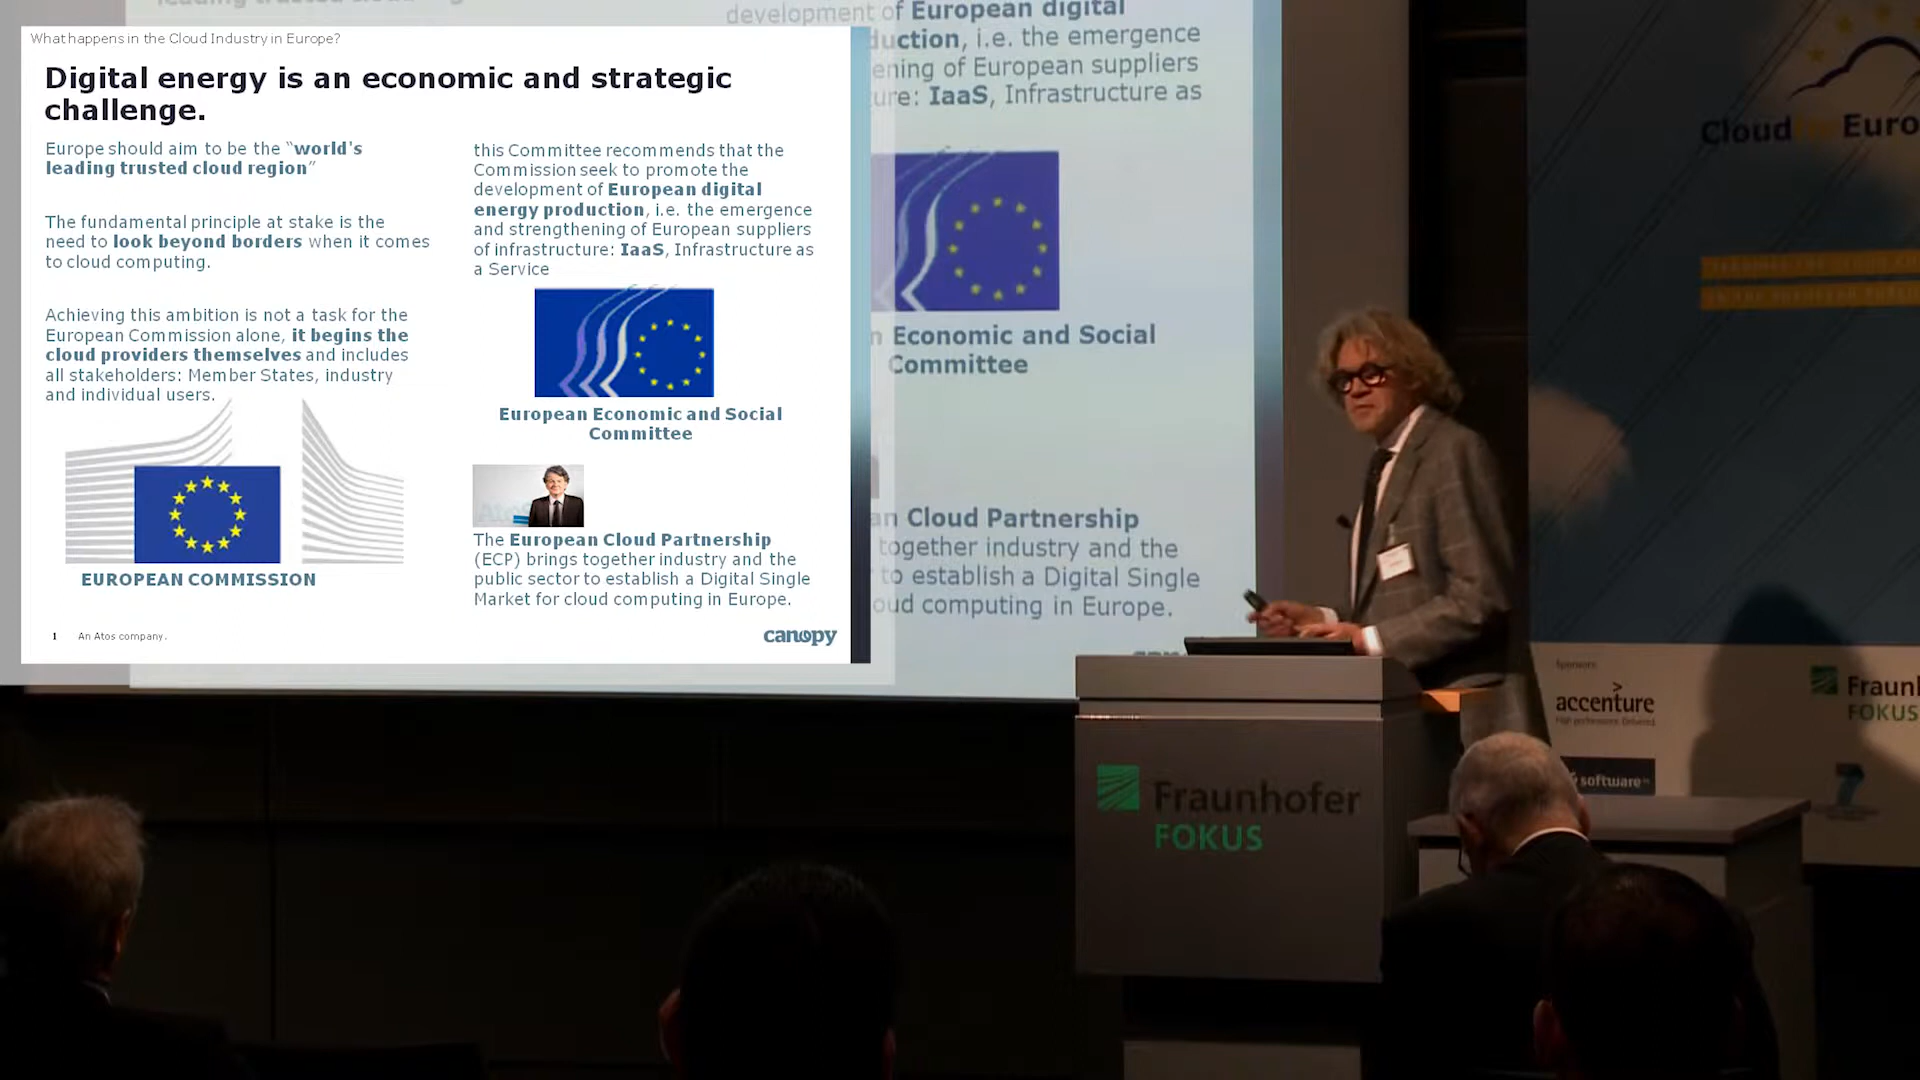 What happens in the Cloud Industry in Europe?
Digital energy is an economic and strategic
challenge.
Europe should aim to be the “world's
leading trusted cloud region”
The fundamental principle at stake is the
need to look beyond borders when it comes
to cloud computing.
Achieving this ambition is not a task for the
European Commission alone, it begins the
cloud providers themselves and includes
all stakeholders: Member States, industry
and individual users.
EUROPEAN COMMISSION
this Committee recommends that the
Commission seek to promote the
development of European digital
energy production, i.e. the emergence
and strengthening of European suppliers
of infrastructure: IaaS, Infrastructure as
a Service
European Economic and Social
Committee
Atos
The European Cloud Partnership
(ECP) brings together industry and the
public sector to establish a Digital Single
Market for cloud computing in Europe.
1 An Atos company.
canopy
development of European digital
duction, i.e. the emergence
ening of European suppliers
ure: IaaS, Infrastructure as
n Economic and Social
Committee
an Cloud Partnership
together industry and the
to establish a Digital Single
oud computing in Europe.
Cloud Euro
Sponsors
accenture
High performance. Delivered.
software
Fraunh
FOKUS
Fraunhofer
FOKUS